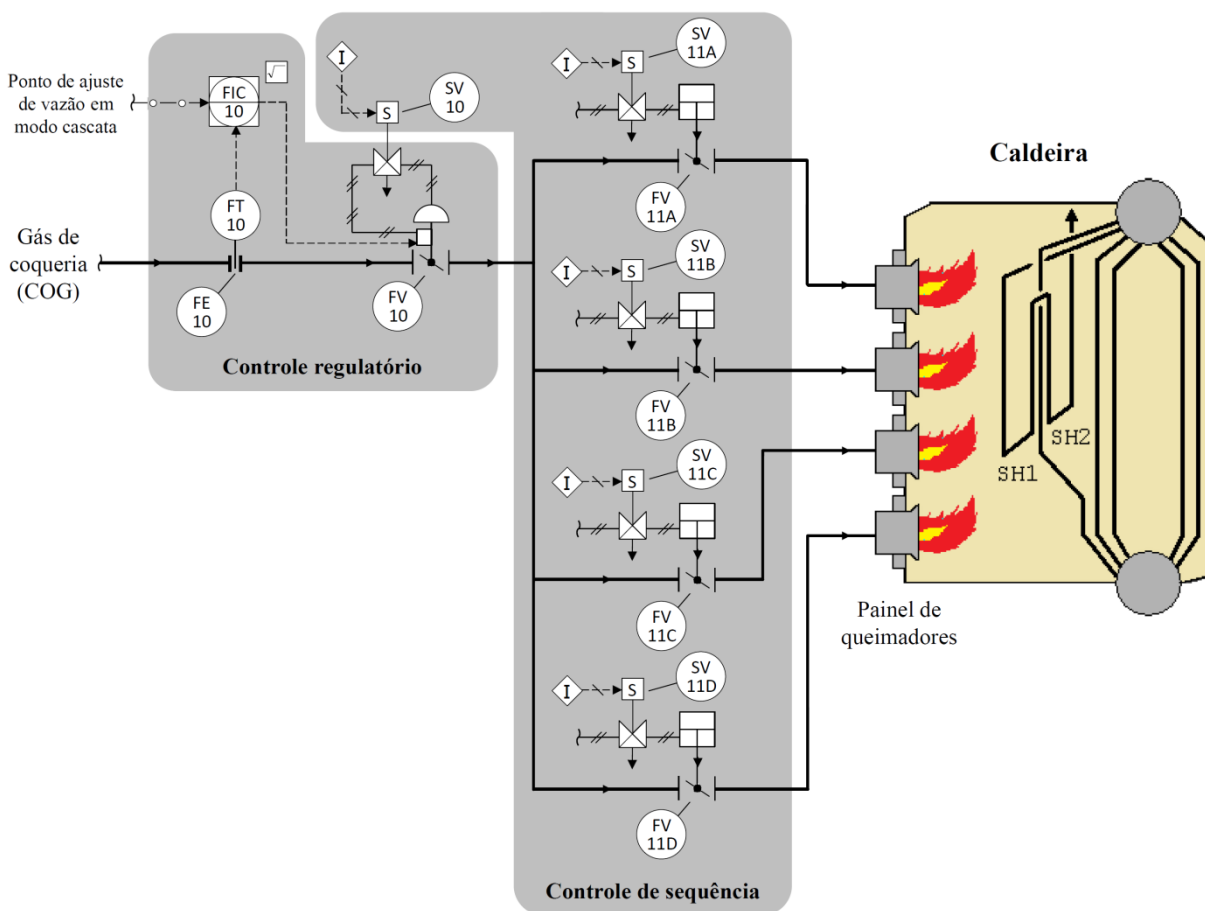 Ponto de ajuste
de vazão em
modo cascata
FIC
10
√
FT
10
Gás de
coqueria
(COG)
FE
10
FV
10
Controle regulatório
I
S
SV
10
I
S
SV
11A
FV
11A
I
S
SV
11B
FV
11B
I
S
SV
11C
FV
11C
I
S
SV
11D
FV
11D
Controle de sequência
Caldeira
SH1
SH2
Painel de
queimadores